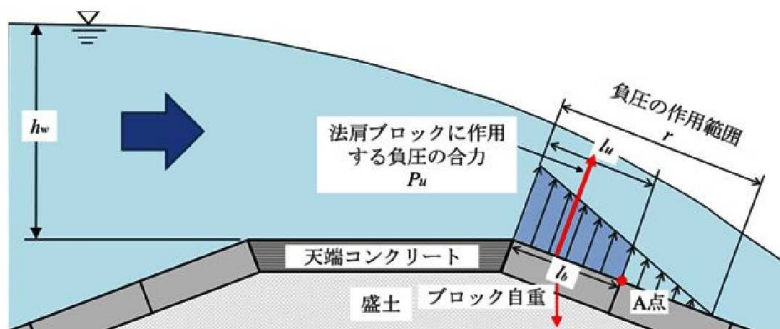 負圧の作用範囲
r
hw
法肩ブロックに作用
する負圧の合力
Pu
lu
天端コンクリート
lb
盛土
ブロック自重
A点